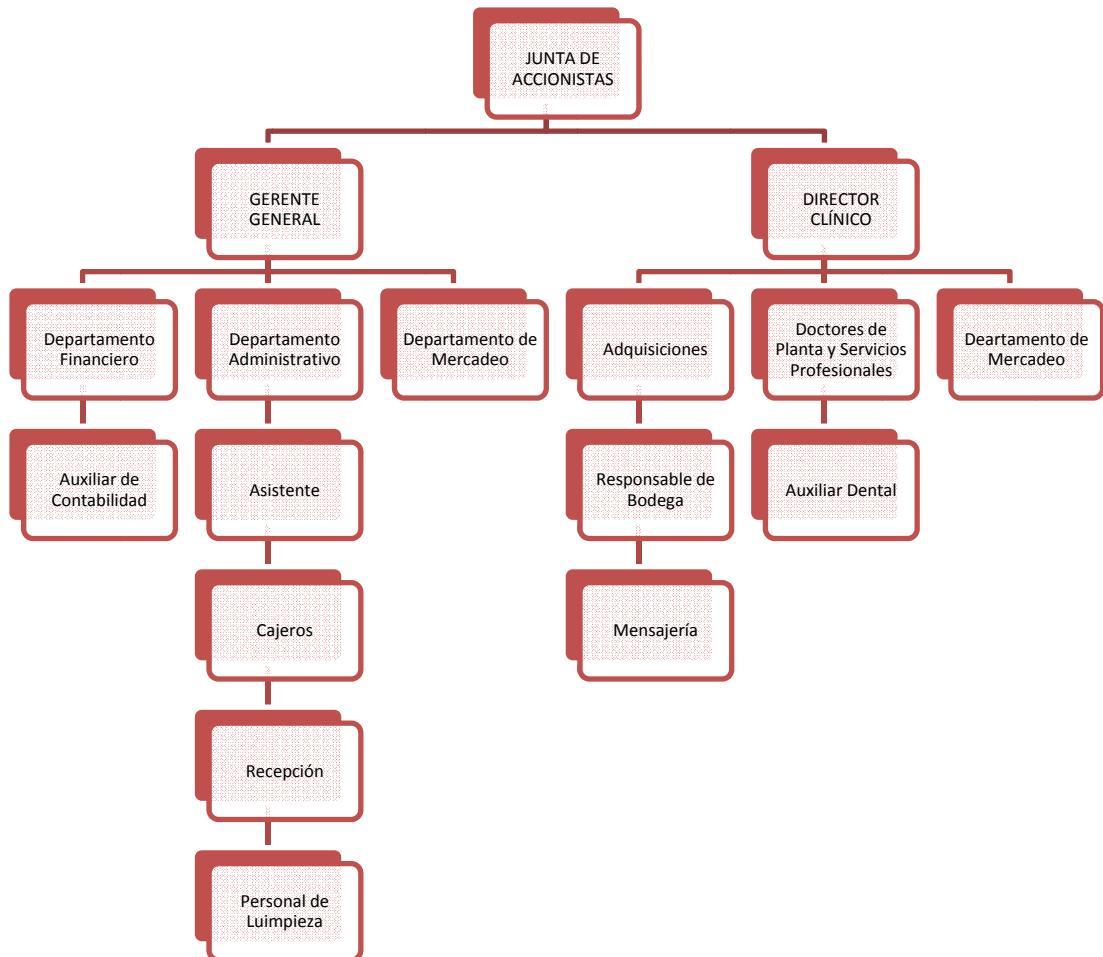 JUNTA DE
ACCIONISTAS
GERENTE
GENERAL
DIRECTOR
CLÍNICO
Departamento
Financiero
Departamento
Administrativo
Departamento de
Mercadeo
Adquisiciones
Doctores de
Planta y Servicios
Profesionales
Deartamento de
Mercadeo
Auxiliar de
Contabilidad
Asistente
Responsable de
Bodega
Auxiliar Dental
Cajeros
Mensajería
Recepción
Personal de
Luimpieza